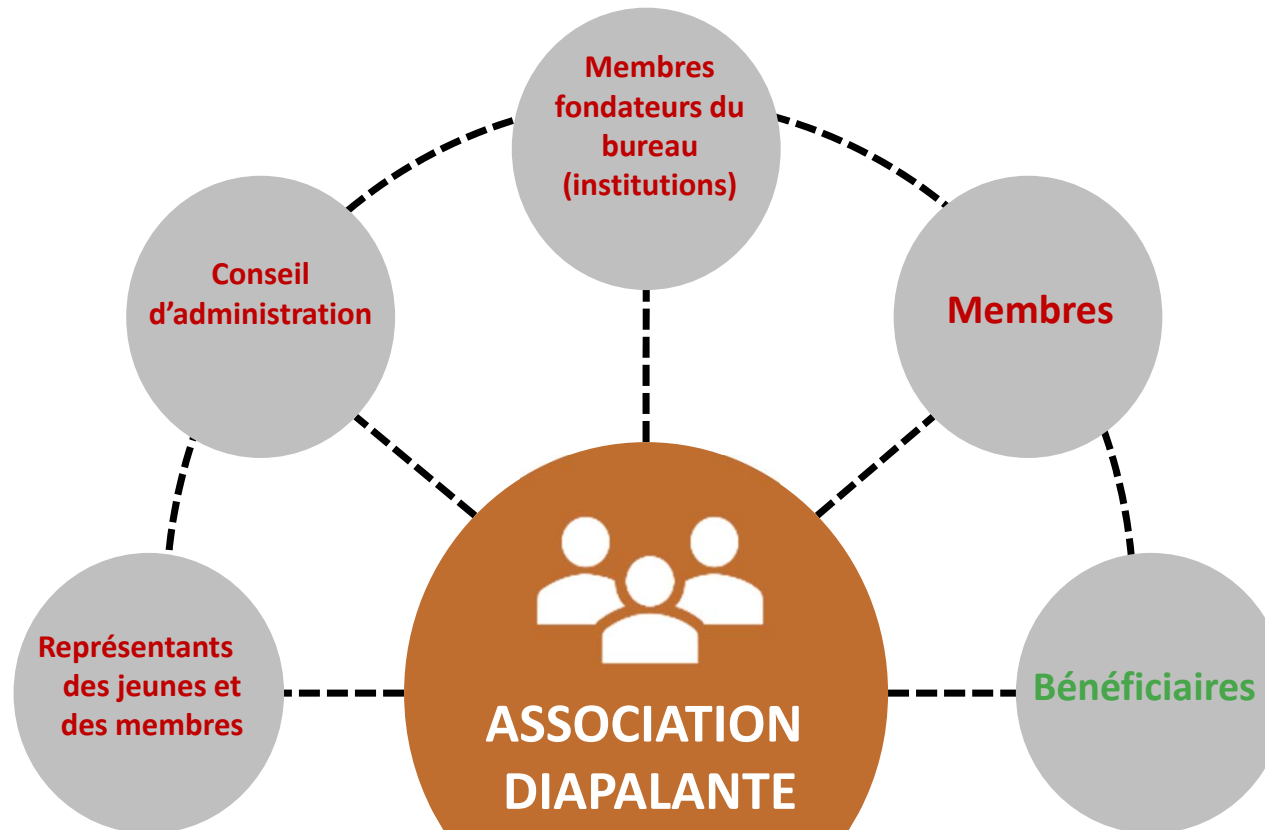 Membres
fondateurs du
bureau
(institutions)
Conseil
d’administration
Membres
Représentants
des jeunes et
des membres
Bénéficiaires
ASSOCIATION
DIAPALANTE